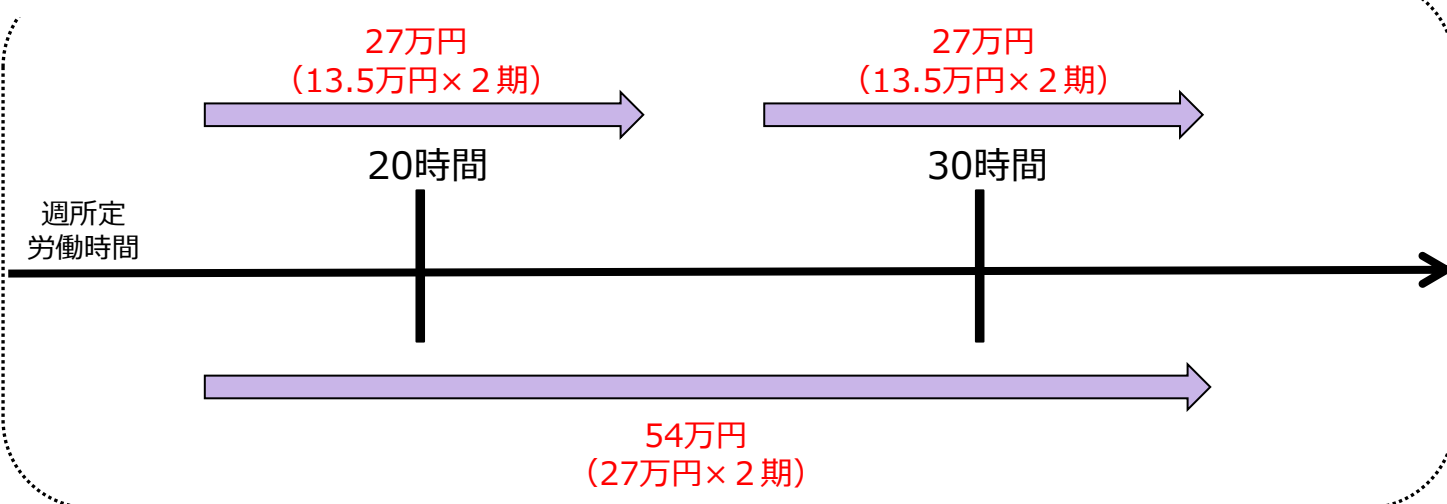 27万円
（13.5万円×２期）
27万円
（13.5万円×２期）
20時間
30時間
週所定
労働時間
54万円
（27万円×２期）